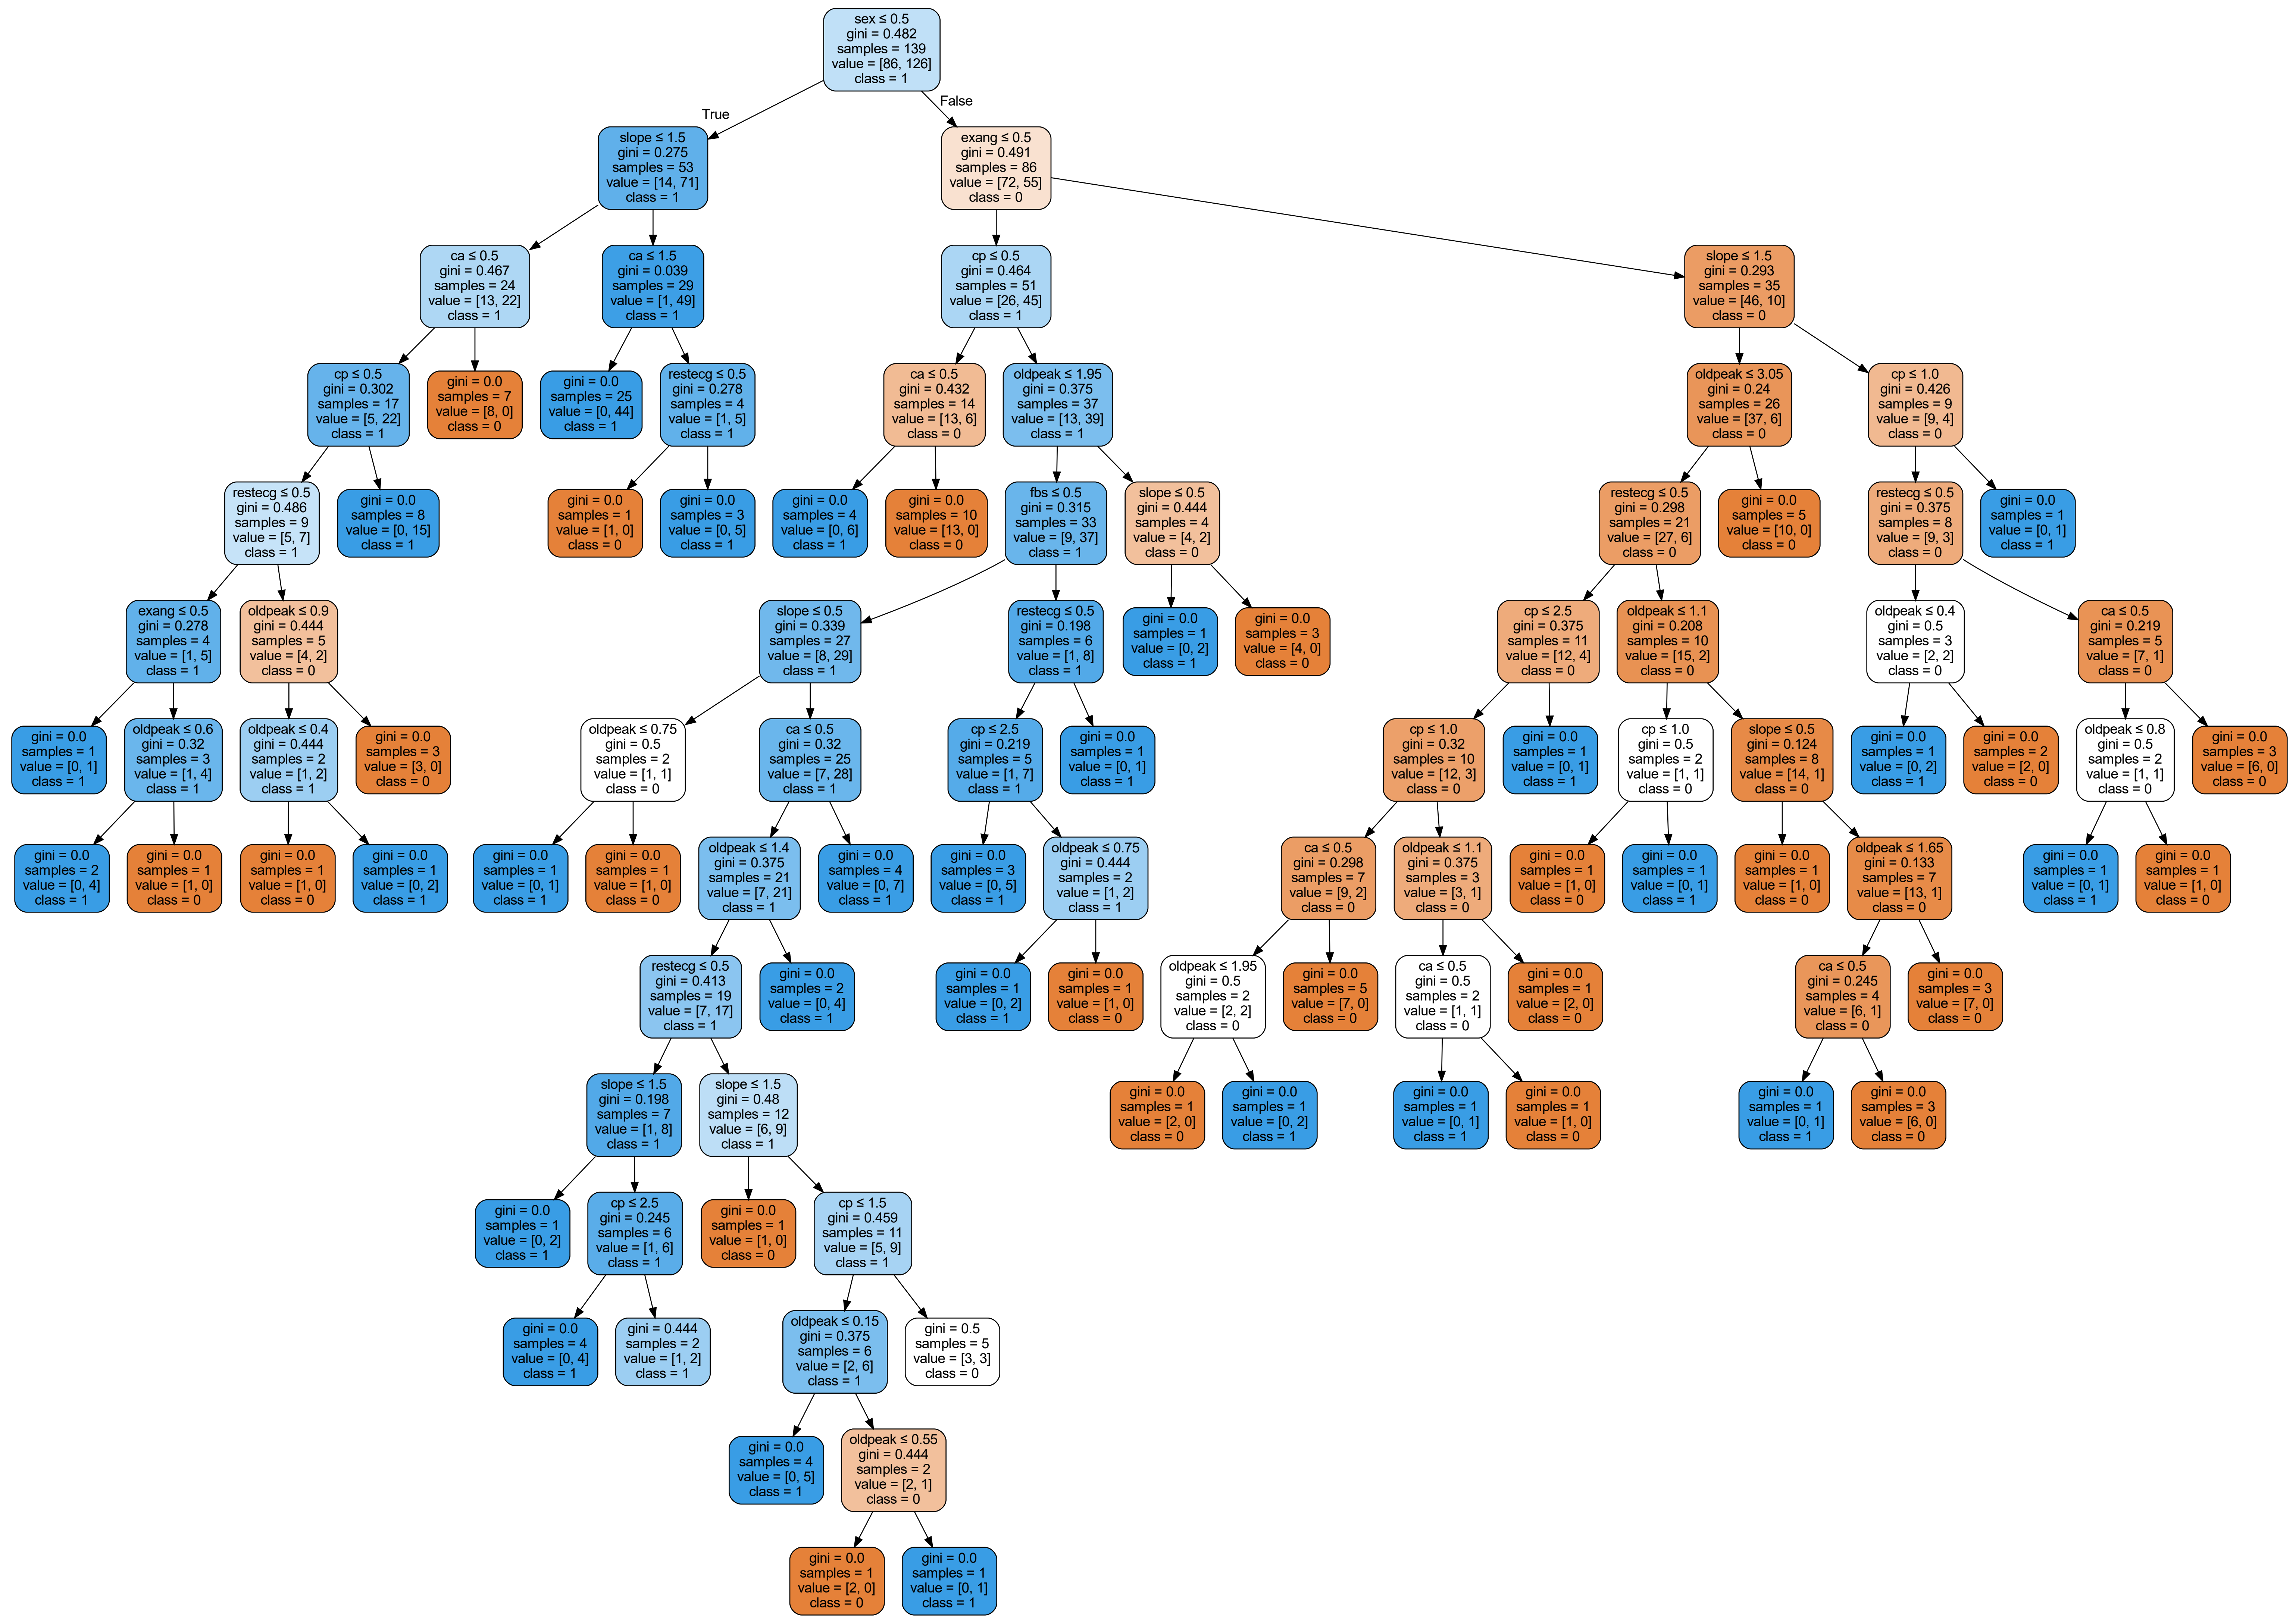 sex ≤ 0.5
gini = 0.482
samples = 139
value = [86, 126]
class = 1
True
False
slope ≤ 1.5
gini = 0.275
samples = 53
value = [14, 71]
class = 1
exang ≤ 0.5
gini = 0.491
samples = 86
value = [72, 55]
class = 0
ca ≤ 0.5
gini = 0.467
samples = 24
value = [13, 22]
class = 1
ca ≤ 1.5
gini = 0.039
samples = 29
value = [1, 49]
class = 1
cp ≤ 0.5
gini = 0.464
samples = 51
value = [26, 45]
class = 1
slope ≤ 1.5
gini = 0.293
samples = 35
value = [46, 10]
class = 0
cp ≤ 0.5
gini = 0.302
samples = 17
value = [5, 22]
class = 1
gini = 0.0
samples = 7
value = [8, 0]
class = 0
gini = 0.0
samples = 25
value = [0, 44]
class = 1
restecg ≤ 0.5
gini = 0.278
samples = 4
value = [1, 5]
class = 1
ca ≤ 0.5
gini = 0.432
samples = 14
value = [13, 6]
class = 0
oldpeak ≤ 1.95
gini = 0.375
samples = 37
value = [13, 39]
class = 1
oldpeak ≤ 3.05
gini = 0.24
samples = 26
value = [37, 6]
class = 0
cp ≤ 1.0
gini = 0.426
samples = 9
value = [9, 4]
class = 0
restecg ≤ 0.5
gini = 0.486
samples = 9
value = [5, 7]
class = 1
gini = 0.0
samples = 8
value = [0, 15]
class = 1
gini = 0.0
samples = 1
value = [1, 0]
class = 0
gini = 0.0
samples = 3
value = [0, 5]
class = 1
gini = 0.0
samples = 4
value = [0, 6]
class = 1
gini = 0.0
samples = 10
value = [13, 0]
class = 0
fbs ≤ 0.5
gini = 0.315
samples = 33
value = [9, 37]
class = 1
slope ≤ 0.5
gini = 0.444
samples = 4
value = [4, 2]
class = 0
restecg ≤ 0.5
gini = 0.298
samples = 21
value = [27, 6]
class = 0
gini = 0.0
samples = 5
value = [10, 0]
class = 0
restecg ≤ 0.5
gini = 0.375
samples = 8
value = [9, 3]
class = 0
gini = 0.0
samples = 1
value = [0, 1]
class = 1
exang ≤ 0.5
gini = 0.278
samples = 4
value = [1, 5]
class = 1
oldpeak ≤ 0.9
gini = 0.444
samples = 5
value = [4, 2]
class = 0
slope ≤ 0.5
gini = 0.339
samples = 27
value = [8, 29]
class = 1
restecg ≤ 0.5
gini = 0.198
samples = 6
value = [1, 8]
class = 1
gini = 0.0
samples = 1
value = [0, 2]
class = 1
gini = 0.0
samples = 3
value = [4, 0]
class = 0
cp ≤ 2.5
gini = 0.375
samples = 11
value = [12, 4]
class = 0
oldpeak ≤ 1.1
gini = 0.208
samples = 10
value = [15, 2]
class = 0
oldpeak ≤ 0.4
gini = 0.5
samples = 3
value = [2, 2]
class = 0
ca ≤ 0.5
gini = 0.219
samples = 5
value = [7, 1]
class = 0
gini = 0.0
samples = 1
value = [0, 1]
class = 1
oldpeak ≤ 0.6
gini = 0.32
samples = 3
value = [1, 4]
class = 1
oldpeak ≤ 0.4
gini = 0.444
samples = 2
value = [1, 2]
class = 1
gini = 0.0
samples = 3
value = [3, 0]
class = 0
oldpeak ≤ 0.75
gini = 0.5
samples = 2
value = [1, 1]
class = 0
ca ≤ 0.5
gini = 0.32
samples = 25
value = [7, 28]
class = 1
cp ≤ 2.5
gini = 0.219
samples = 5
value = [1, 7]
class = 1
gini = 0.0
samples = 1
value = [0, 1]
class = 1
cp ≤ 1.0
gini = 0.32
samples = 10
value = [12, 3]
class = 0
gini = 0.0
samples = 1
value = [0, 1]
class = 1
cp ≤ 1.0
gini = 0.5
samples = 2
value = [1, 1]
class = 0
slope ≤ 0.5
gini = 0.124
samples = 8
value = [14, 1]
class = 0
gini = 0.0
samples = 1
value = [0, 2]
class = 1
gini = 0.0
samples = 2
value = [2, 0]
class = 0
oldpeak ≤ 0.8
gini = 0.5
samples = 2
value = [1, 1]
class = 0
gini = 0.0
samples = 3
value = [6, 0]
class = 0
gini = 0.0
samples = 2
value = [0, 4]
class = 1
gini = 0.0
samples = 1
value = [1, 0]
class = 0
gini = 0.0
samples = 1
value = [1, 0]
class = 0
gini = 0.0
samples = 1
value = [0, 2]
class = 1
gini = 0.0
samples = 1
value = [0, 1]
class = 1
gini = 0.0
samples = 1
value = [1, 0]
class = 0
oldpeak ≤ 1.4
gini = 0.375
samples = 21
value = [7, 21]
class = 1
gini = 0.0
samples = 4
value = [0, 7]
class = 1
gini = 0.0
samples = 3
value = [0, 5]
class = 1
oldpeak ≤ 0.75
gini = 0.444
samples = 2
value = [1, 2]
class = 1
ca ≤ 0.5
gini = 0.298
samples = 7
value = [9, 2]
class = 0
oldpeak ≤ 1.1
gini = 0.375
samples = 3
value = [3, 1]
class = 0
gini = 0.0
samples = 1
value = [1, 0]
class = 0
gini = 0.0
samples = 1
value = [0, 1]
class = 1
gini = 0.0
samples = 1
value = [1, 0]
class = 0
oldpeak ≤ 1.65
gini = 0.133
samples = 7
value = [13, 1]
class = 0
gini = 0.0
samples = 1
value = [0, 1]
class = 1
gini = 0.0
samples = 1
value = [1, 0]
class = 0
restecg ≤ 0.5
gini = 0.413
samples = 19
value = [7, 17]
class = 1
gini = 0.0
samples = 2
value = [0, 4]
class = 1
gini = 0.0
samples = 1
value = [0, 2]
class = 1
gini = 0.0
samples = 1
value = [1, 0]
class = 0
oldpeak ≤ 1.95
gini = 0.5
samples = 2
value = [2, 2]
class = 0
gini = 0.0
samples = 5
value = [7, 0]
class = 0
ca ≤ 0.5
gini = 0.5
samples = 2
value = [1, 1]
class = 0
gini = 0.0
samples = 1
value = [2, 0]
class = 0
ca ≤ 0.5
gini = 0.245
samples = 4
value = [6, 1]
class = 0
gini = 0.0
samples = 3
value = [7, 0]
class = 0
slope ≤ 1.5
gini = 0.198
samples = 7
value = [1, 8]
class = 1
slope ≤ 1.5
gini = 0.48
samples = 12
value = [6, 9]
class = 1
gini = 0.0
samples = 1
value = [2, 0]
class = 0
gini = 0.0
samples = 1
value = [0, 2]
class = 1
gini = 0.0
samples = 1
value = [0, 1]
class = 1
gini = 0.0
samples = 1
value = [1, 0]
class = 0
gini = 0.0
samples = 1
value = [0, 1]
class = 1
gini = 0.0
samples = 3
value = [6, 0]
class = 0
gini = 0.0
samples = 1
value = [0, 2]
class = 1
cp ≤ 2.5
gini = 0.245
samples = 6
value = [1, 6]
class = 1
gini = 0.0
samples = 1
value = [1, 0]
class = 0
cp ≤ 1.5
gini = 0.459
samples = 11
value = [5, 9]
class = 1
gini = 0.0
samples = 4
value = [0, 4]
class = 1
gini = 0.444
samples = 2
value = [1, 2]
class = 1
oldpeak ≤ 0.15
gini = 0.375
samples = 6
value = [2, 6]
class = 1
gini = 0.5
samples = 5
value = [3, 3]
class = 0
gini = 0.0
samples = 4
value = [0, 5]
class = 1
oldpeak ≤ 0.55
gini = 0.444
samples = 2
value = [2, 1]
class = 0
gini = 0.0
samples = 1
value = [2, 0]
class = 0
gini = 0.0
samples = 1
value = [0, 1]
class = 1